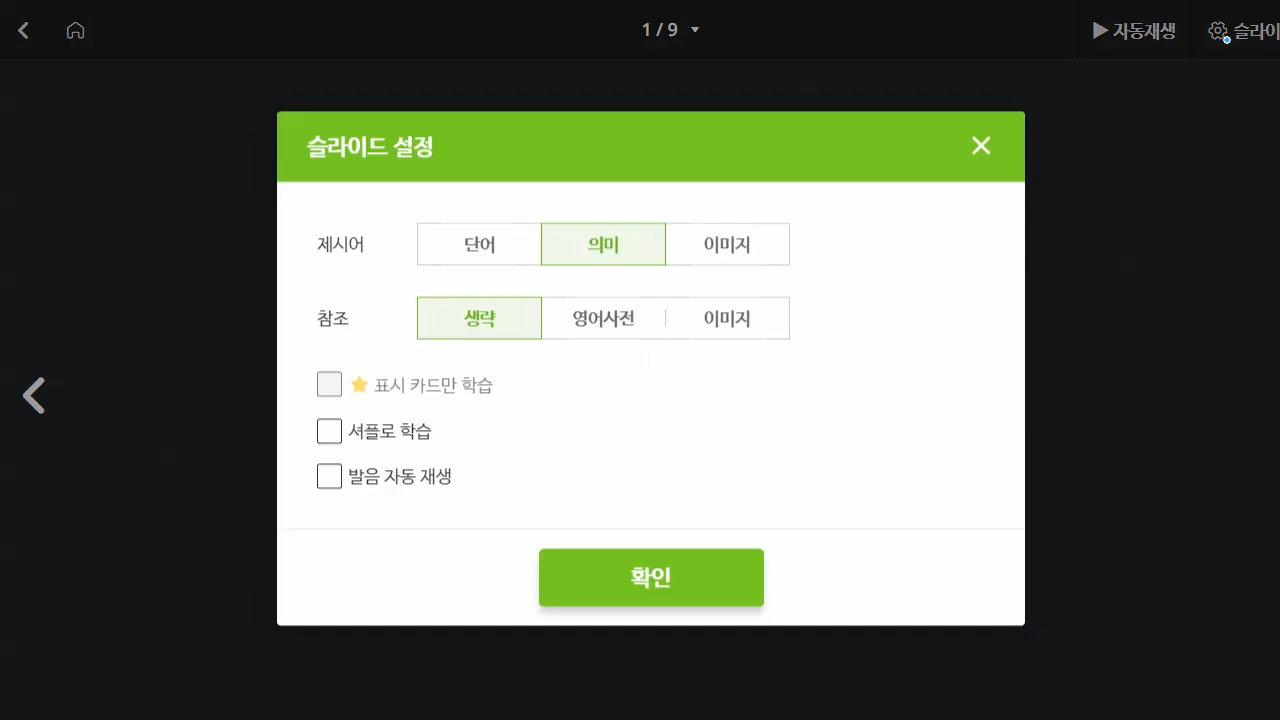 1 / 9
자동재생
슬라이
슬라이드 설정
제시어 단어 의미 이미지
참조 생략 영어사전 이미지
표시 카드만 학습
셔플로 학습
발음 자동 재생
확인